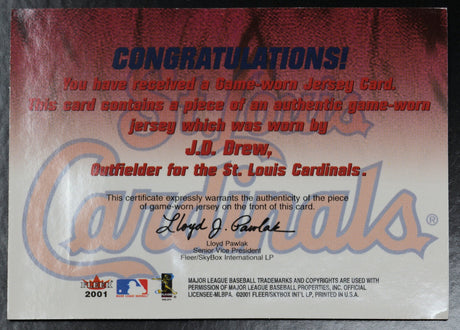 CONGRATULATIONS!
You have received a Game-worn Jersey Card.
This card contains a piece of an authentic game-worn
jersey which was worn by
J.D. Drew,
Outfielder for the St. Louis Cardinals.
St. Louis
Cardinals®
This certificate expressly warrants the authenticity of the piece
of game-worn jersey on the front of this card.
Lloyd J. Pawlak
Lloyd Pawlak
Senior Vice President
Fleer/SkyBox International LP
FLEER
2001
MAJOR LEAGUE BASEBALL TRADEMARKS AND COPYRIGHTS ARE USED WITH
PERMISSION OF MAJOR LEAGUE BASEBALL PROPERTIES, INC. OFFICIAL
LICENSEE-MLBPA. ©2001 FLEER/SKYBOX INT'L LP, PRINTED IN U.S.A.